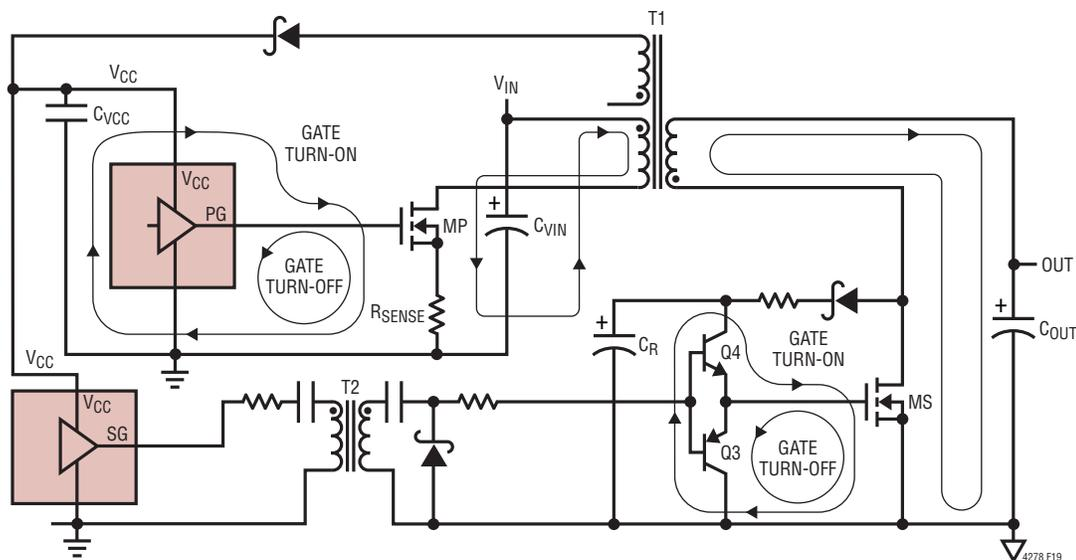 T1
VCC
VIN
CVCC
GATE
TURN-ON
VCC
PG
MP
+
CVIN
GATE
TURN-OFF
RSENSE
OUT
+
COUT
+
CR
Q4
GATE
TURN-ON
VCC
T2
VCC
SG
MS
Q3
GATE
TURN-OFF
4278 F19